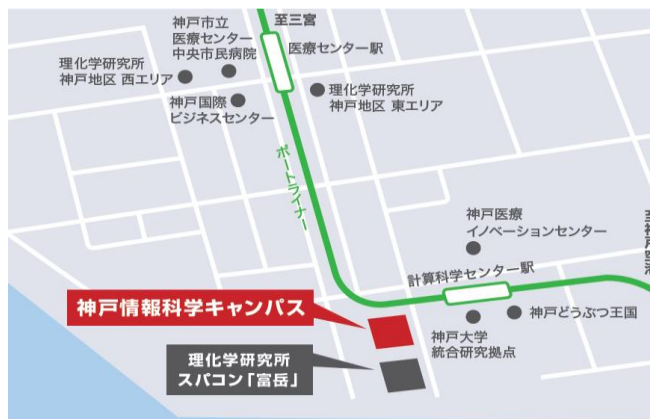 至三宮
神戸市立
医療センター
中央市民病院
医療センター駅
理化学研究所
神戸地区 西エリア
神戸国際
ビジネスセンター
理化学研究所
神戸地区 東エリア
ポートライナー
神戸医療
イノベーションセンター
至神戸空港
計算科学センター駅
神戸情報科学キャンパス
神戸大学
統合研究拠点
神戸どうぶつ王国
理化学研究所
スパコン「富岳」